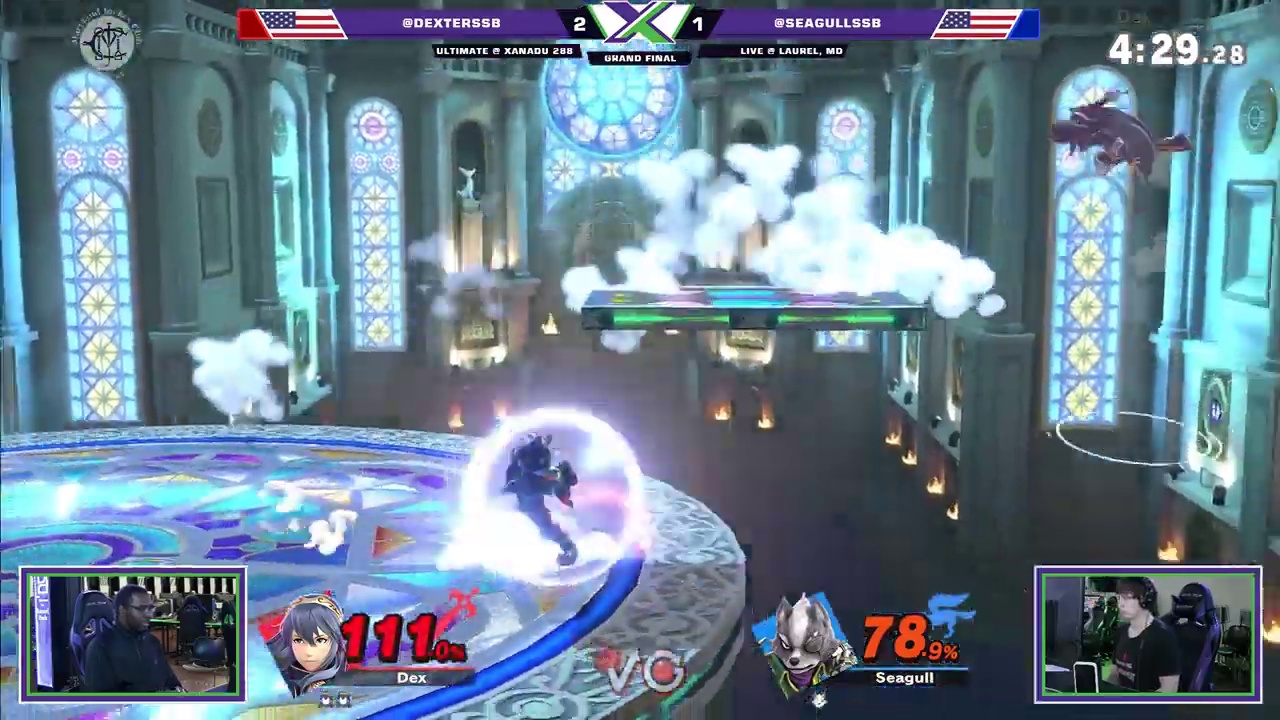 @DEXTERSSB
2
1
@SEAGULLSSB
ULTIMATE @ XANADU 288
GRAND FINAL
LIVE @ LAUREL, MD
4:29.28
111.0%
Dex
VG
78.9%
Seagull